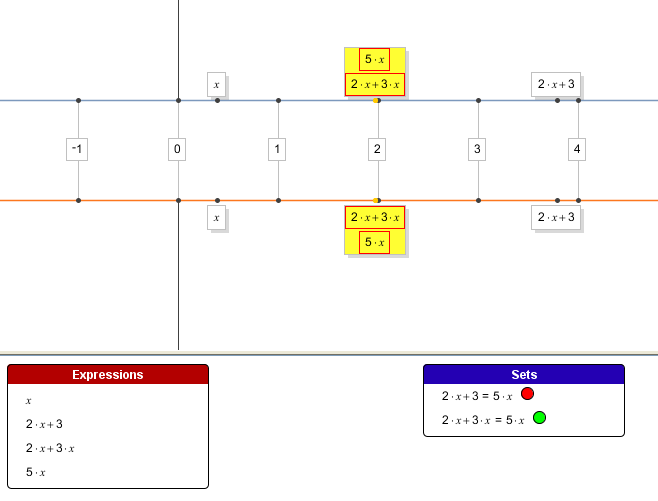 5·x
x 2·x+3·x 2·x+3
-1 0 1 2 3 4
x 2·x+3·x 2·x+3
5·x
Expressions
x
2·x+3
2·x+3·x
5·x
Sets
2·x+3 = 5·x
2·x+3·x = 5·x